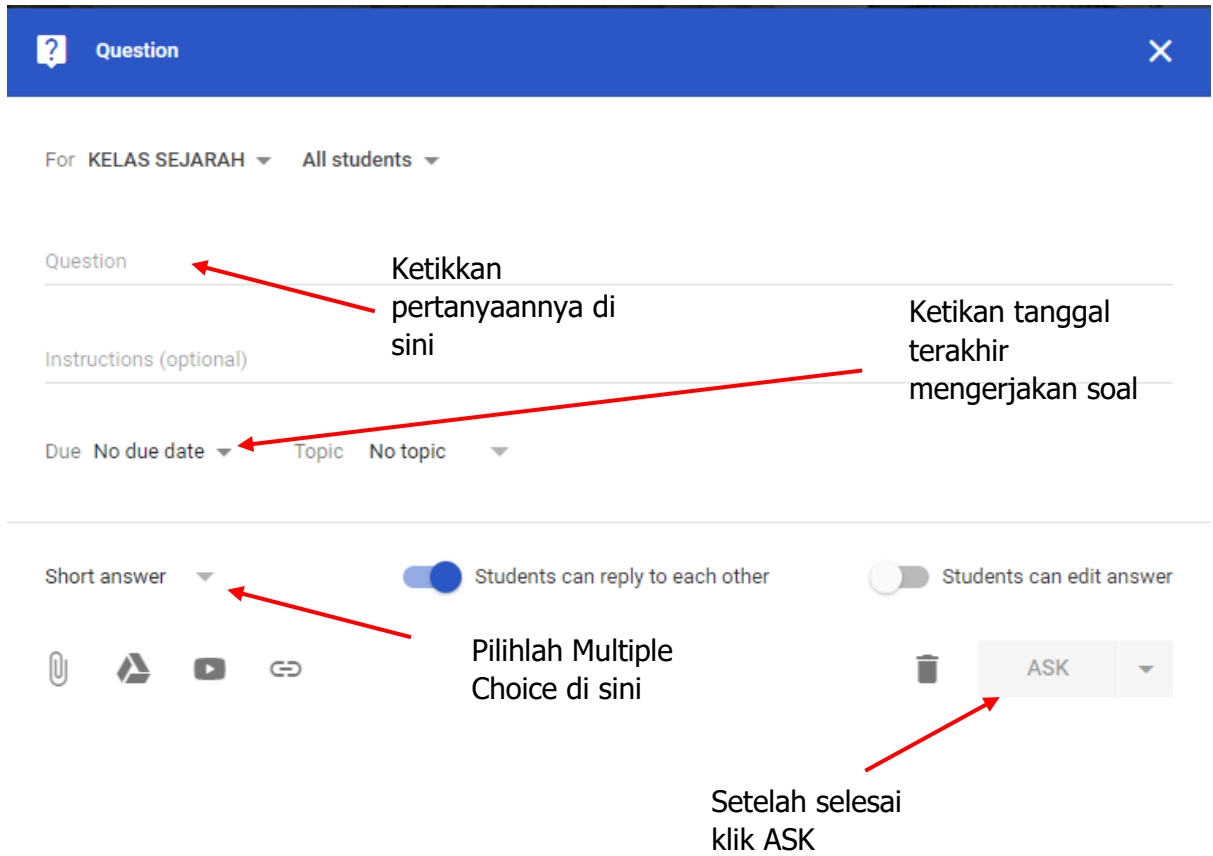 Question
For KELAS SEJARAH All students
Question
Ketikkan
pertanyaannya di
sini
Ketikan tanggal
terakhir
mengerjakan soal
Instructions (optional)
Due No due date Topic No topic
Short answer Students can reply to each other Students can edit answer
Pilihlah Multiple
Choice di sini
ASK
Setelah selesai
klik ASK